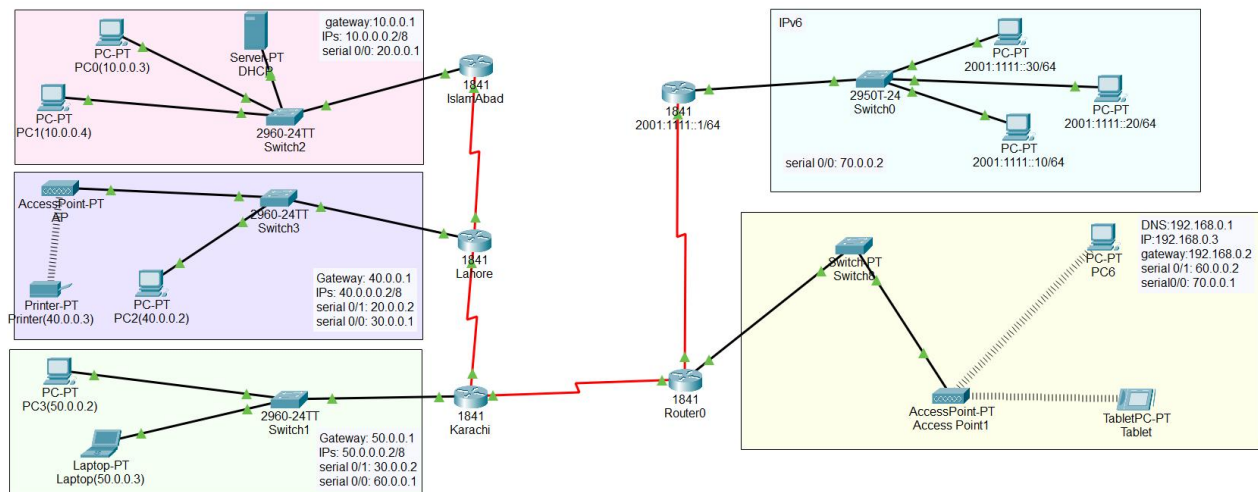 gateway:10.0.0.1
IPs: 10.0.0.0.2/8
serial 0/0: 20.0.0.1
PC-PT
PC0(10.0.0.3)
Server-PT
DHCP
PC-PT
PC1(10.0.0.4)
2960-24TT
Switch2
1841
IslamAbad
AccessPoint-PT
AP
2960-24TT
Switch3
1841
Lahore
Printer-PT
Printer(40.0.0.3)
PC-PT
PC2(40.0.0.2)
Gateway: 40.0.0.1
IPs: 40.0.0.0.2/8
serial 0/1: 20.0.0.2
serial 0/0: 30.0.0.1
PC-PT
PC3(50.0.0.2)
2960-24TT
Switch1
Laptop-PT
Laptop(50.0.0.3)
Gateway: 50.0.0.1
IPs: 50.0.0.0.2/8
serial 0/1: 30.0.0.2
serial 0/0: 60.0.0.1
1841
Karachi
1841
Router0
1841
2001:1111::1/64
IPv6
2950T-24
Switch0
PC-PT
2001:1111::30/64
PC-PT
2001:1111::20/64
PC-PT
2001:1111::10/64
serial 0/0: 70.0.0.2
Switch-PT
PC-PT
PC6
DNS:192.168.0.1
IP:192.168.0.3
gateway:192.168.0.2
serial 0/1: 60.0.0.2
serial0/0: 70.0.0.1
AccessPoint-PT
Access Point1
TabletPC-PT
Tablet